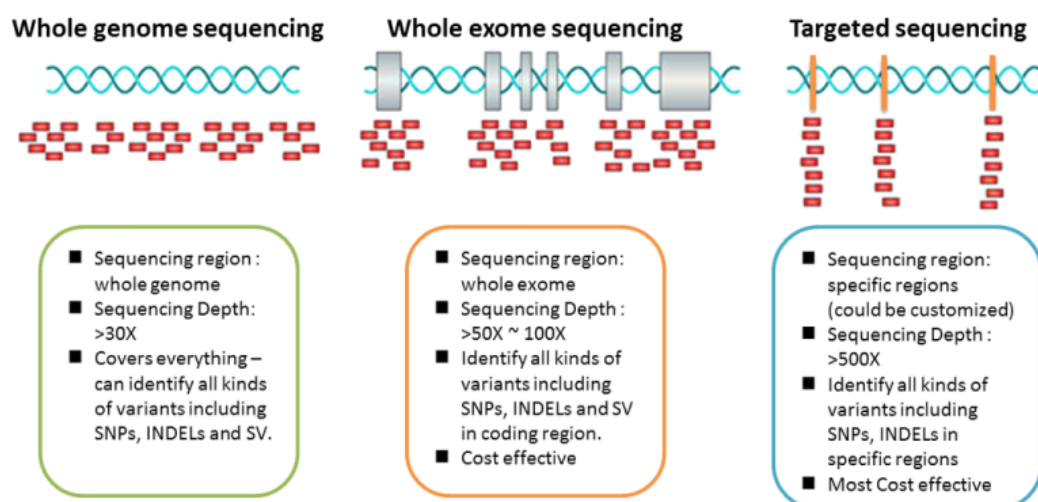 Whole genome sequencing
Whole exome sequencing
Targeted sequencing
■ Sequencing region :
whole genome
■ Sequencing Depth :
>30X
■ Covers everything –
can identify all kinds
of variants including
SNPs, INDELs and SV.
■ Sequencing region:
whole exome
■ Sequencing Depth :
>50X ~ 100X
■ Identify all kinds of
variants including
SNPs, INDELs and SV
in coding region.
■ Cost effective
■ Sequencing region:
specific regions
(could be customized)
■ Sequencing Depth :
>500X
■ Identify all kinds of
variants including
SNPs, INDELs in
specific regions
■ Most Cost effective